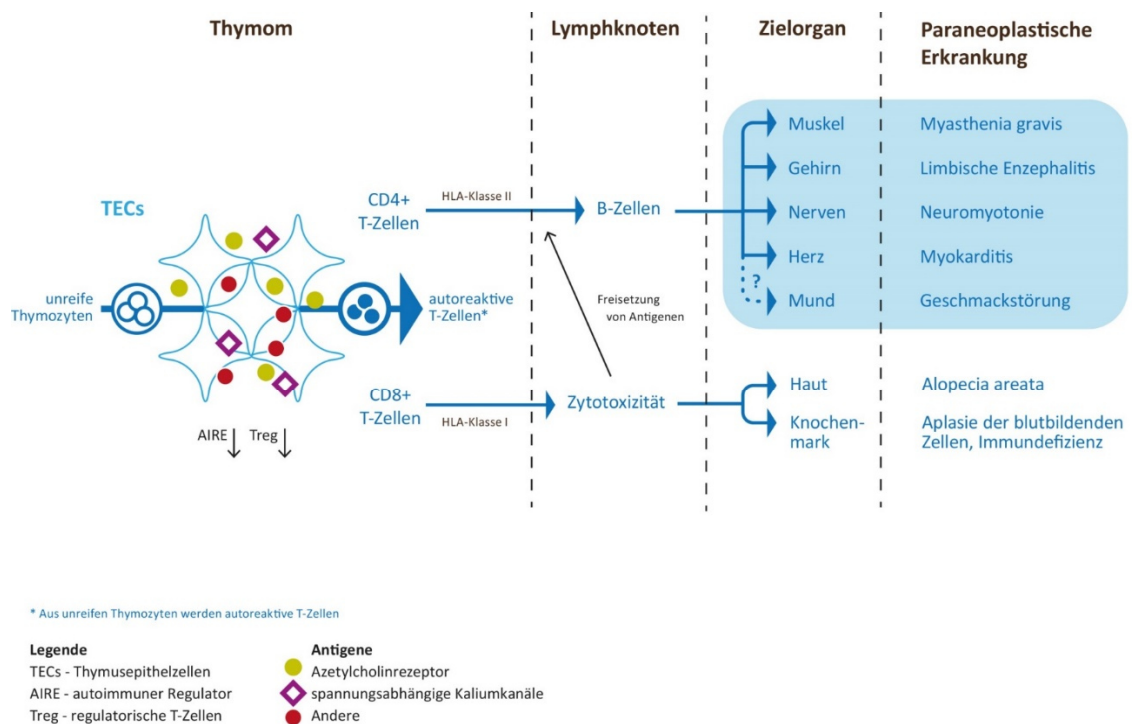 Thymom
Lymphknoten
Zielorgan
Paraneoplastische
Erkrankung
TECs
unreife
Thymozyten
autoreaktive
T-Zellen*
AIRE
Treg
CD4+
T-Zellen
HLA-Klasse II
B-Zellen
Freisetzung
von Antigenen
CD8+
T-Zellen
HLA-Klasse I
Zytotoxizität
Muskel
Myasthenia gravis
Gehirn
Limbische Enzephalitis
Nerven
Neuromyotonie
Herz
Myokarditis
?
Mund
Geschmackstörung
Haut
Alopecia areata
Knochen-
mark
Aplasie der blutbildenden
Zellen, Immundefizienz
* Aus unreifen Thymozyten werden autoreaktive T-Zellen
Legende
TECs - Thymusepithelzellen
AIRE - autoimmuner Regulator
Treg - regulatorische T-Zellen
Antigene
Azetylcholinrezeptor
spannungsabhängige Kaliumkanäle
Andere